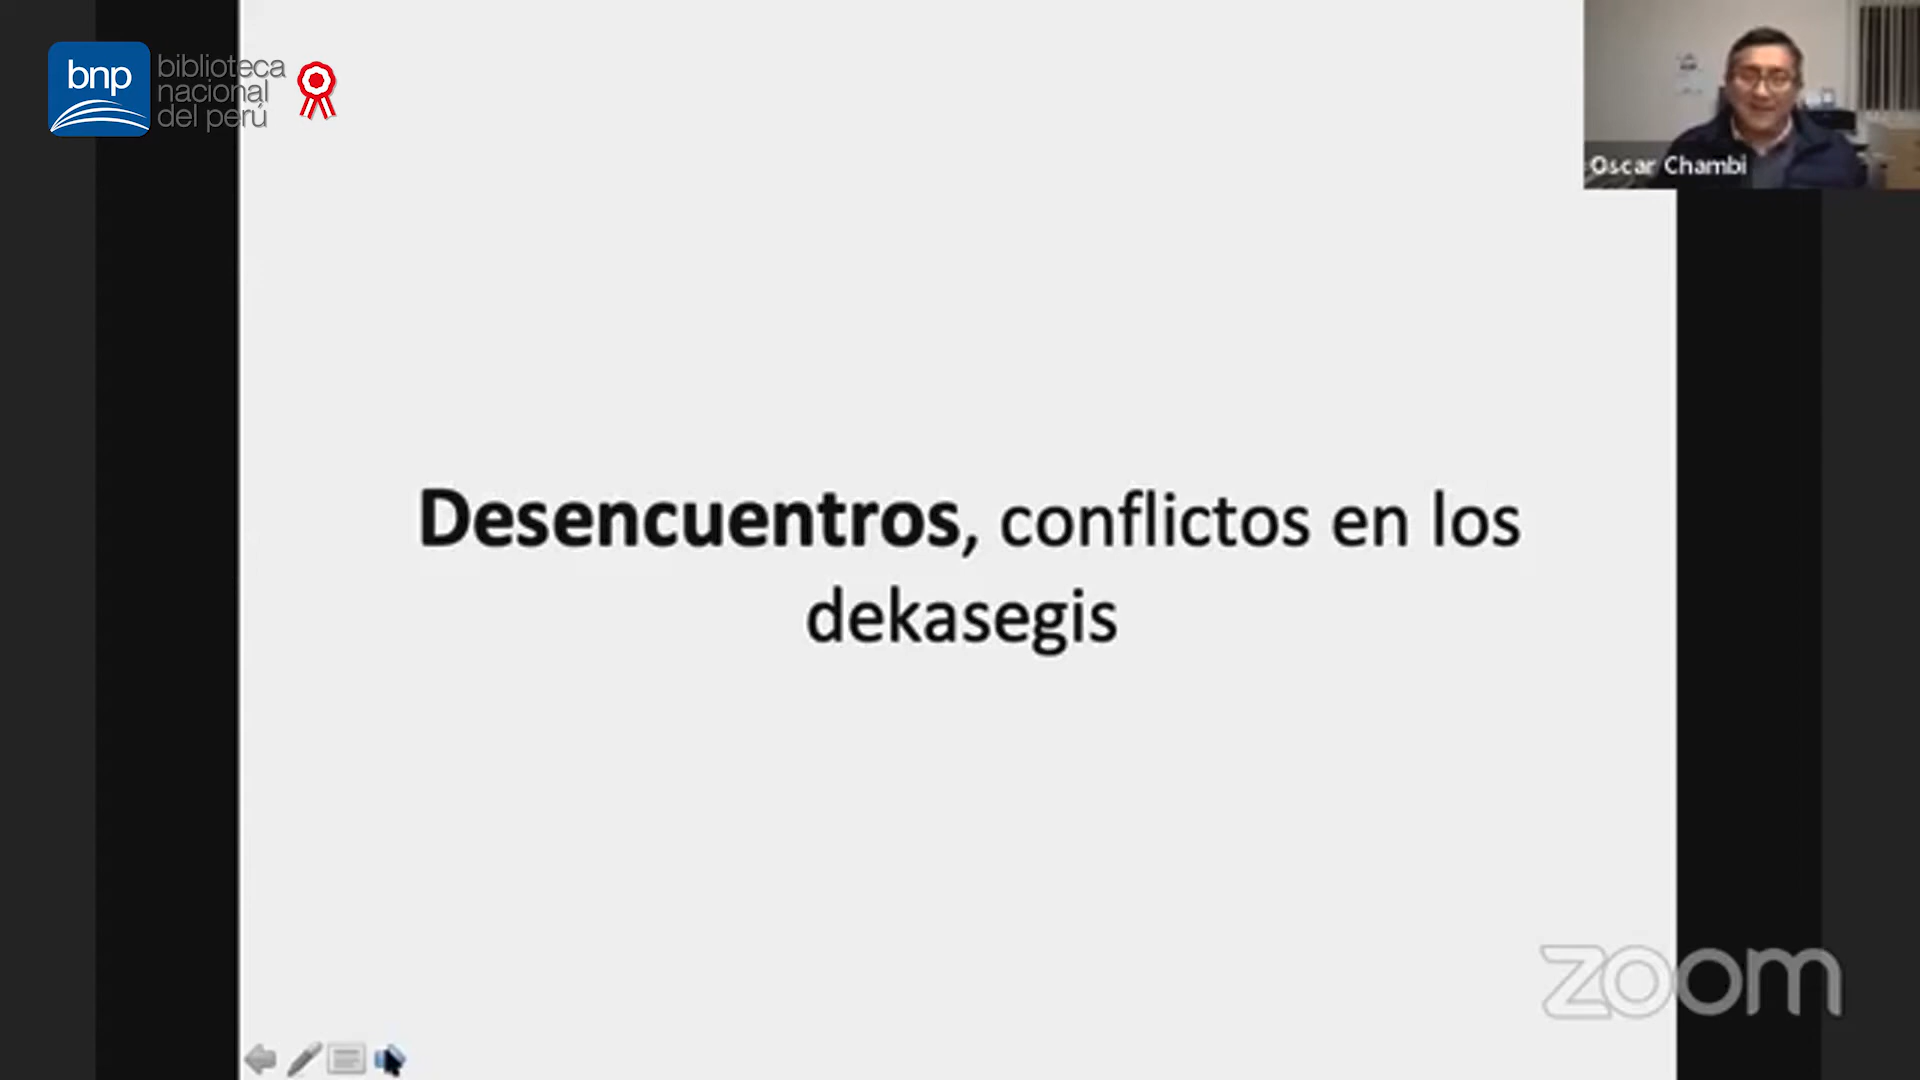 bnp
biblioteca
nacional
del perú
Oscar Chambi
Desencuentros, conflictos en los
dekasegis
zoom